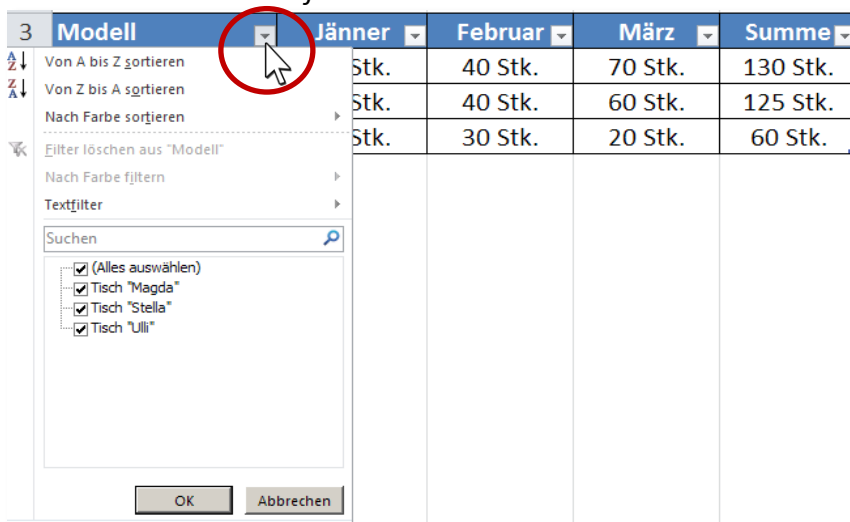 3 Modell Jänner Februar März Summe
Von A bis Z sortieren Stk. 40 Stk. 70 Stk. 130 Stk.
Von Z bis A sortieren Stk. 40 Stk. 60 Stk. 125 Stk.
Nach Farbe sortieren
Stk. 30 Stk. 20 Stk. 60 Stk.
Filter löschen aus "Modell"
Nach Farbe filtern
Textfilter
Suchen
(Alles auswählen)
Tisch "Magda"
Tisch "Stella"
Tisch "Ulli"
OK Abbrechen